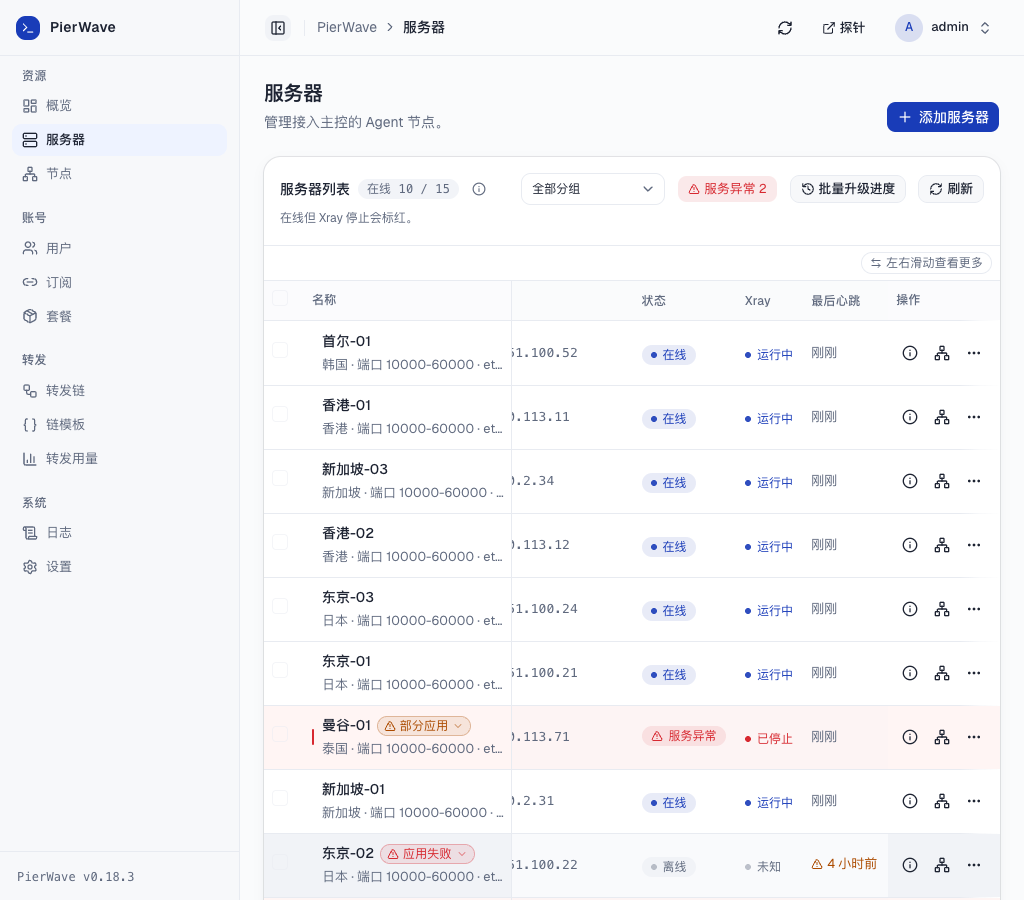 PierWave
PierWave > 服务器
探针
A
admin
资源
概览
服务器
节点
账号
用户
订阅
套餐
转发
转发链
链模板
转发用量
系统
日志
设置
PierWave v0.18.3
服务器
管理接入主控的 Agent 节点。
添加服务器
服务器列表 在线 10 / 15
全部分组
服务异常 2
批量升级进度
刷新
在线但 Xray 停止会标红。
左右滑动查看更多
名称 状态 Xray 最后心跳 操作
首尔-01
韩国 · 端口 10000-60000 · et…
51.100.52 在线 运行中 刚刚
香港-01
香港 · 端口 10000-60000 · et…
.113.11 在线 运行中 刚刚
新加坡-03
新加坡 · 端口 10000-60000 · …
.2.34 在线 运行中 刚刚
香港-02
香港 · 端口 10000-60000 · et…
.113.12 在线 运行中 刚刚
东京-03
日本 · 端口 10000-60000 · et…
51.100.24 在线 运行中 刚刚
东京-01
日本 · 端口 10000-60000 · et…
51.100.21 在线 运行中 刚刚
曼谷-01 部分应用
泰国 · 端口 10000-60000 · et…
.113.71 服务异常 已停止 刚刚
新加坡-01
新加坡 · 端口 10000-60000 · …
.2.31 在线 运行中 刚刚
东京-02 应用失败
日本 · 端口 10000-60000 · et…
51.100.22 离线 未知 4 小时前